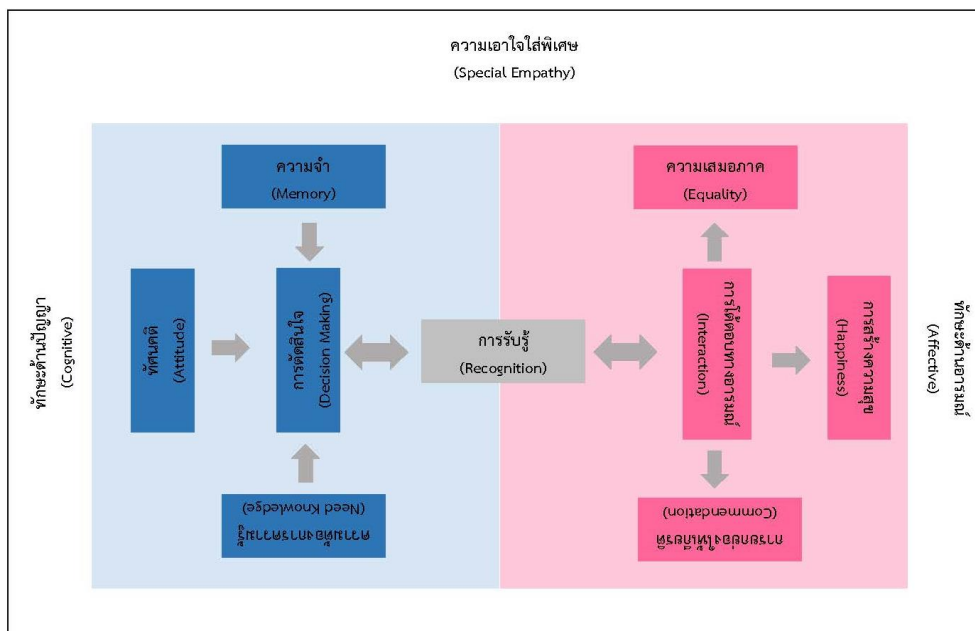 ความเอาใจใส่พิเศษ
(Special Empathy)
ทักษะด้านปัญญา
(Cognitive)
ความจำ
(Memory)
ทัศนคติ
(Attitude)
การตัดสินใจ
(Decision Making)
ความต้องการความรู้
(Need Knowledge)
การรับรู้
(Recognition)
ความเสมอภาค
(Equality)
การโต้ตอบทางอารมณ์
(Interaction)
การสร้างความสุข
(Happiness)
การยกย่องให้เกียรติ
(Commendation)
ทักษะด้านอารมณ์
(Affective)